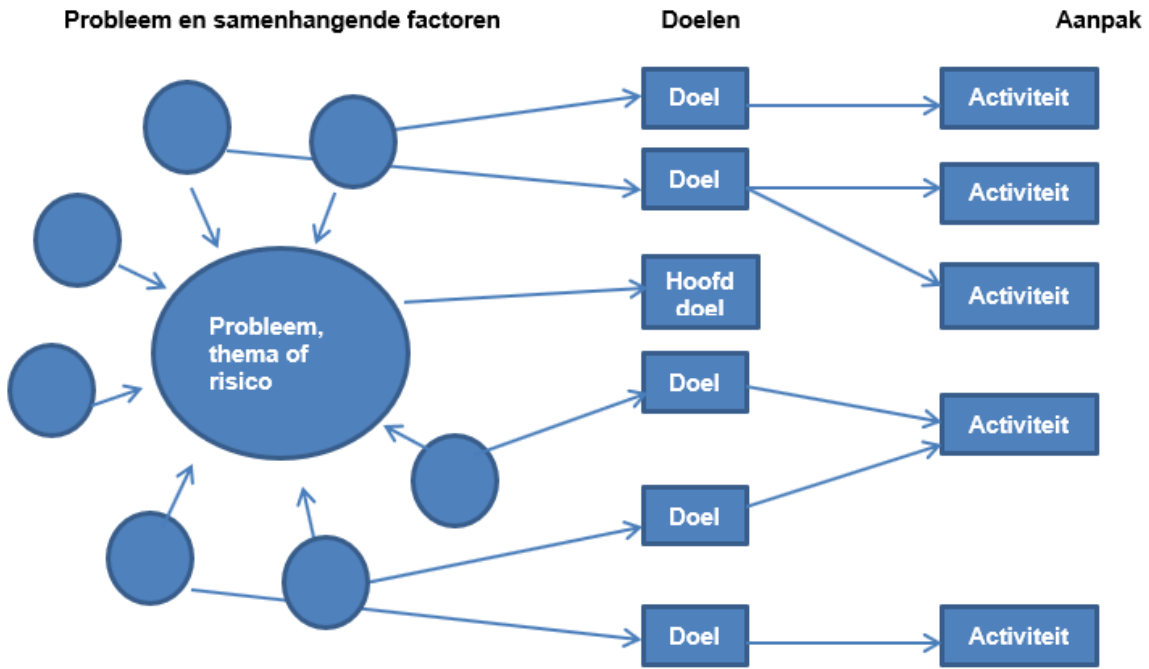 Probleem en samenhangende factoren
Doelen
Aanpak
Doel
Activiteit
Doel
Activiteit
Hoofd
doel
Activiteit
Probleem,
thema of
risico
Doel
Activiteit
Doel
Doel
Activiteit